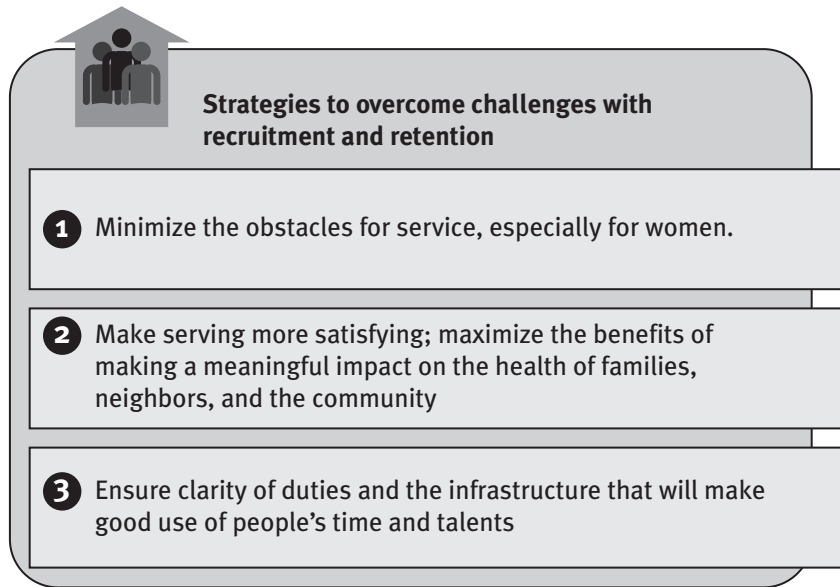 Strategies to overcome challenges with
recruitment and retention
1 Minimize the obstacles for service, especially for women.
2 Make serving more satisfying; maximize the benefits of
making a meaningful impact on the health of families,
neighbors, and the community
3 Ensure clarity of duties and the infrastructure that will make
good use of people’s time and talents